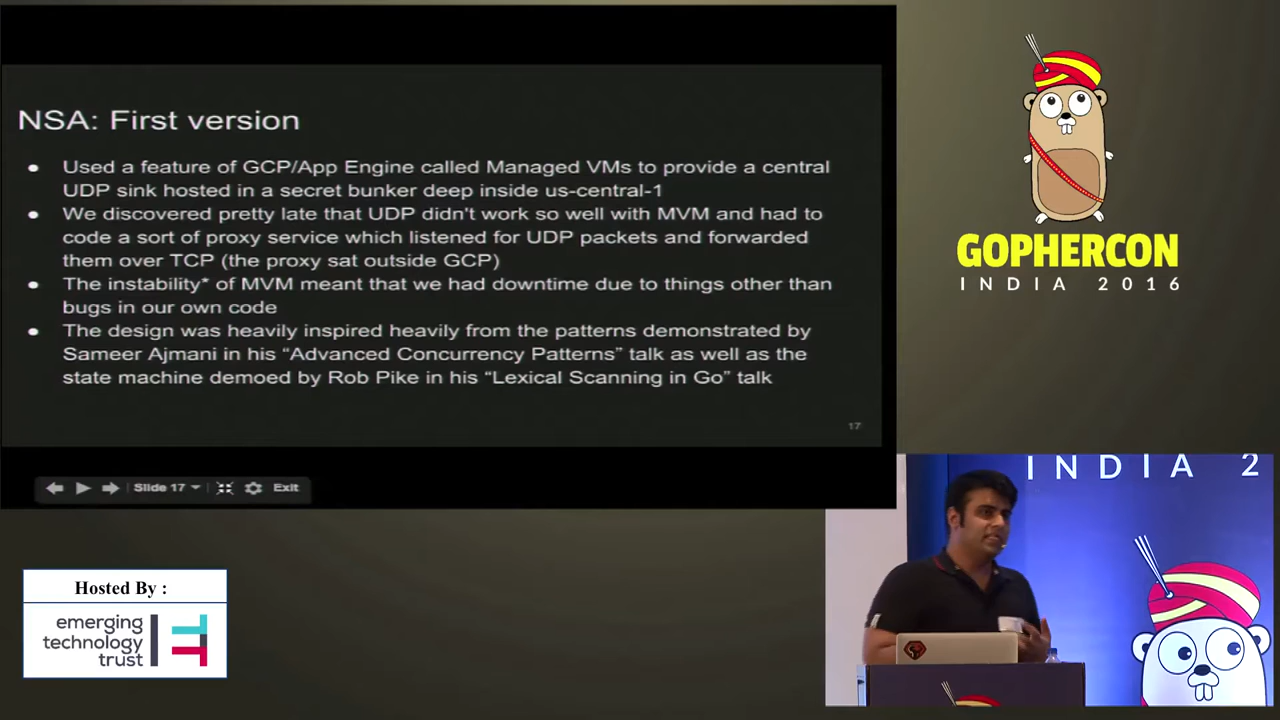 NSA: First version
● Used a feature of GCP/App Engine called Managed VMs to provide a central
UDP sink hosted in a secret bunker deep inside us-central-1
● We discovered pretty late that UDP didn't work so well with MVM and had to
code a sort of proxy service which listened for UDP packets and forwarded
them over TCP (the proxy sat outside GCP)
● The instability* of MVM meant that we had downtime due to things other than
bugs in our own code
● The design was heavily inspired heavily from the patterns demonstrated by
Sameer Ajmani in his “Advanced Concurrency Patterns” talk as well as the
state machine demoed by Rob Pike in his “Lexical Scanning in Go” talk
17
Slide 17
Exit
GOPHERCON
INDIA 2016
INDIA 2
Hosted By :
emerging
technology
trust